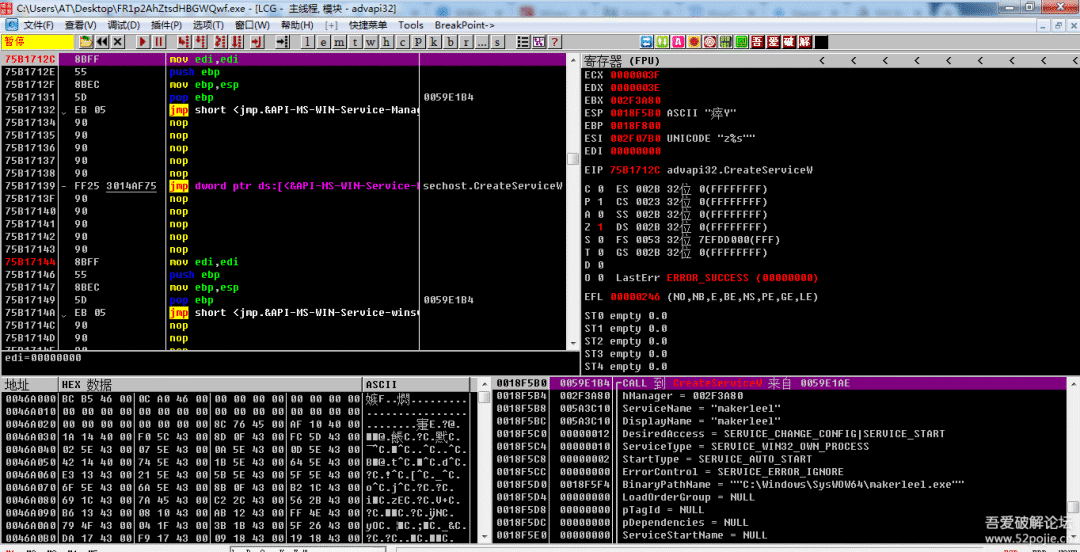 C:\Users\AT\Desktop\FR1p2AhZtsdHBGWQwf.exe - [LCG - 主线程, 模块 - advapi32]
文件(F) 查看(V) 调试(D) 插件(P) 选项(T) 窗口(W) 帮助(H) [+] 快捷菜单 Tools BreakPoint->
暂停 l e m t w h c p k b r ... s 吾 爱 破 解
75B1712C 8BFF mov edi,edi
75B1712E 55 push ebp
75B1712F 8BEC mov ebp,esp
75B17131 5D pop ebp 0059E1B4
75B17132 EB 05 jmp short <jmp.&API-MS-WIN-Service-Mana
75B17134 90 nop
75B17135 90 nop
75B17136 90 nop
75B17137 90 nop
75B17138 90 nop
75B17139 - FF25 3014AF75 jmp dword ptr ds:[<&API-MS-WIN-Service- sechost.CreateServiceW
75B1713F 90 nop
75B17140 90 nop
75B17141 90 nop
75B17142 90 nop
75B17143 90 nop
75B17144 8BFF mov edi,edi
75B17146 55 push ebp
75B17147 8BEC mov ebp,esp
75B17149 5D pop ebp 0059E1B4
75B1714A EB 05 jmp short <jmp.&API-MS-WIN-Service-winsv
75B1714C 90 nop
75B1714D 90 nop
75B1714E 90 nop
edi=00000000
寄存器 (FPU) < < < < < < < < <
ECX 0000003F
EDX 0000003E
EBX 002F3A80
ESP 0018F5B0 ASCII "瘁Y"
EBP 0018F800
ESI 002F07B0 UNICODE "z%s""
EDI 00000000
EIP 75B1712C advapi32.CreateServiceW
C 0 ES 002B 32位 0(FFFFFFFF)
P 1 CS 0023 32位 0(FFFFFFFF)
A 0 SS 002B 32位 0(FFFFFFFF)
Z 1 DS 002B 32位 0(FFFFFFFF)
S 0 FS 0053 32位 7EFDD000(FFF)
T 0 GS 002B 32位 0(FFFFFFFF)
D 0
O 0 LastErr ERROR_SUCCESS (00000000)
EFL 00000246 (NO,NB,E,BE,NS,PE,GE,LE)
ST0 empty 0.0
ST1 empty 0.0
ST2 empty 0.0
ST3 empty 0.0
ST4 empty 0.0
地址 HEX 数据 ASCII
0046A000 BC B5 46 00 0C A0 46 00 00 00 00 00 00 00 00 00
0046A010 00 00 00 00 00 00 00 00 00 00 00 00 00 00 00 00 ................
0046A020 00 00 00 00 00 00 00 00 8C 76 45 00 AF 10 40 00
0046A030 1A 14 40 00 F0 5C 43 00 8D 0F 43 00 FC 5D 43 00
0046A040 02 5E 43 00 07 5E 43 00 0A 5E 43 00 0D 5E 43 00
0046A050 42 14 40 00 74 5E 43 00 1B 5E 43 00 64 5E 43 00
0046A060 E3 13 43 00 21 5E 43 00 5B 5E 43 00 5F 5E 43 00
0046A070 6F 5E 43 00 6A 5E 43 00 8B 0F 43 00 B2 1C 43 00
0046A080 69 1C 43 00 7A 45 43 00 C2 2C 43 00 56 2B 43 00
0046A090 B6 13 43 00 08 10 43 00 AB 12 43 00 FF 4E 43 00
0046A0A0 79 4F 43 00 04 1F 43 00 3B 1B 43 00 5F 26 43 00
0046A0B0 DA 17 43 00 F9 17 43 00 09 18 43 00 19 18 43 00
0018F5B0 0059E1B4 CALL 到 CreateServiceW 来自 0059E1AE
0018F5B4 002F3A80 hManager = 002F3A80
0018F5B8 005A3C10 ServiceName = "makerleel"
0018F5BC 005A3C10 DisplayName = "makerleel"
0018F5C0 00000012 DesiredAccess = SERVICE_CHANGE_CONFIG|SERVICE_START
0018F5C4 00000010 ServiceType = SERVICE_WIN32_OWN_PROCESS
0018F5C8 00000002 StartType = SERVICE_AUTO_START
0018F5CC 00000000 ErrorControl = SERVICE_ERROR_IGNORE
0018F5D0 0018F5F4 BinaryPathName = ""C:\Windows\SysWOW64\makerleel.exe""
0018F5D4 00000000 LoadOrderGroup = NULL
0018F5D8 00000000 pTagId = NULL
0018F5DC 00000000 pDependencies = NULL
0018F5E0 00000000 ServiceStartName = NULL
吾爱破解论坛
www.52pojie.cn